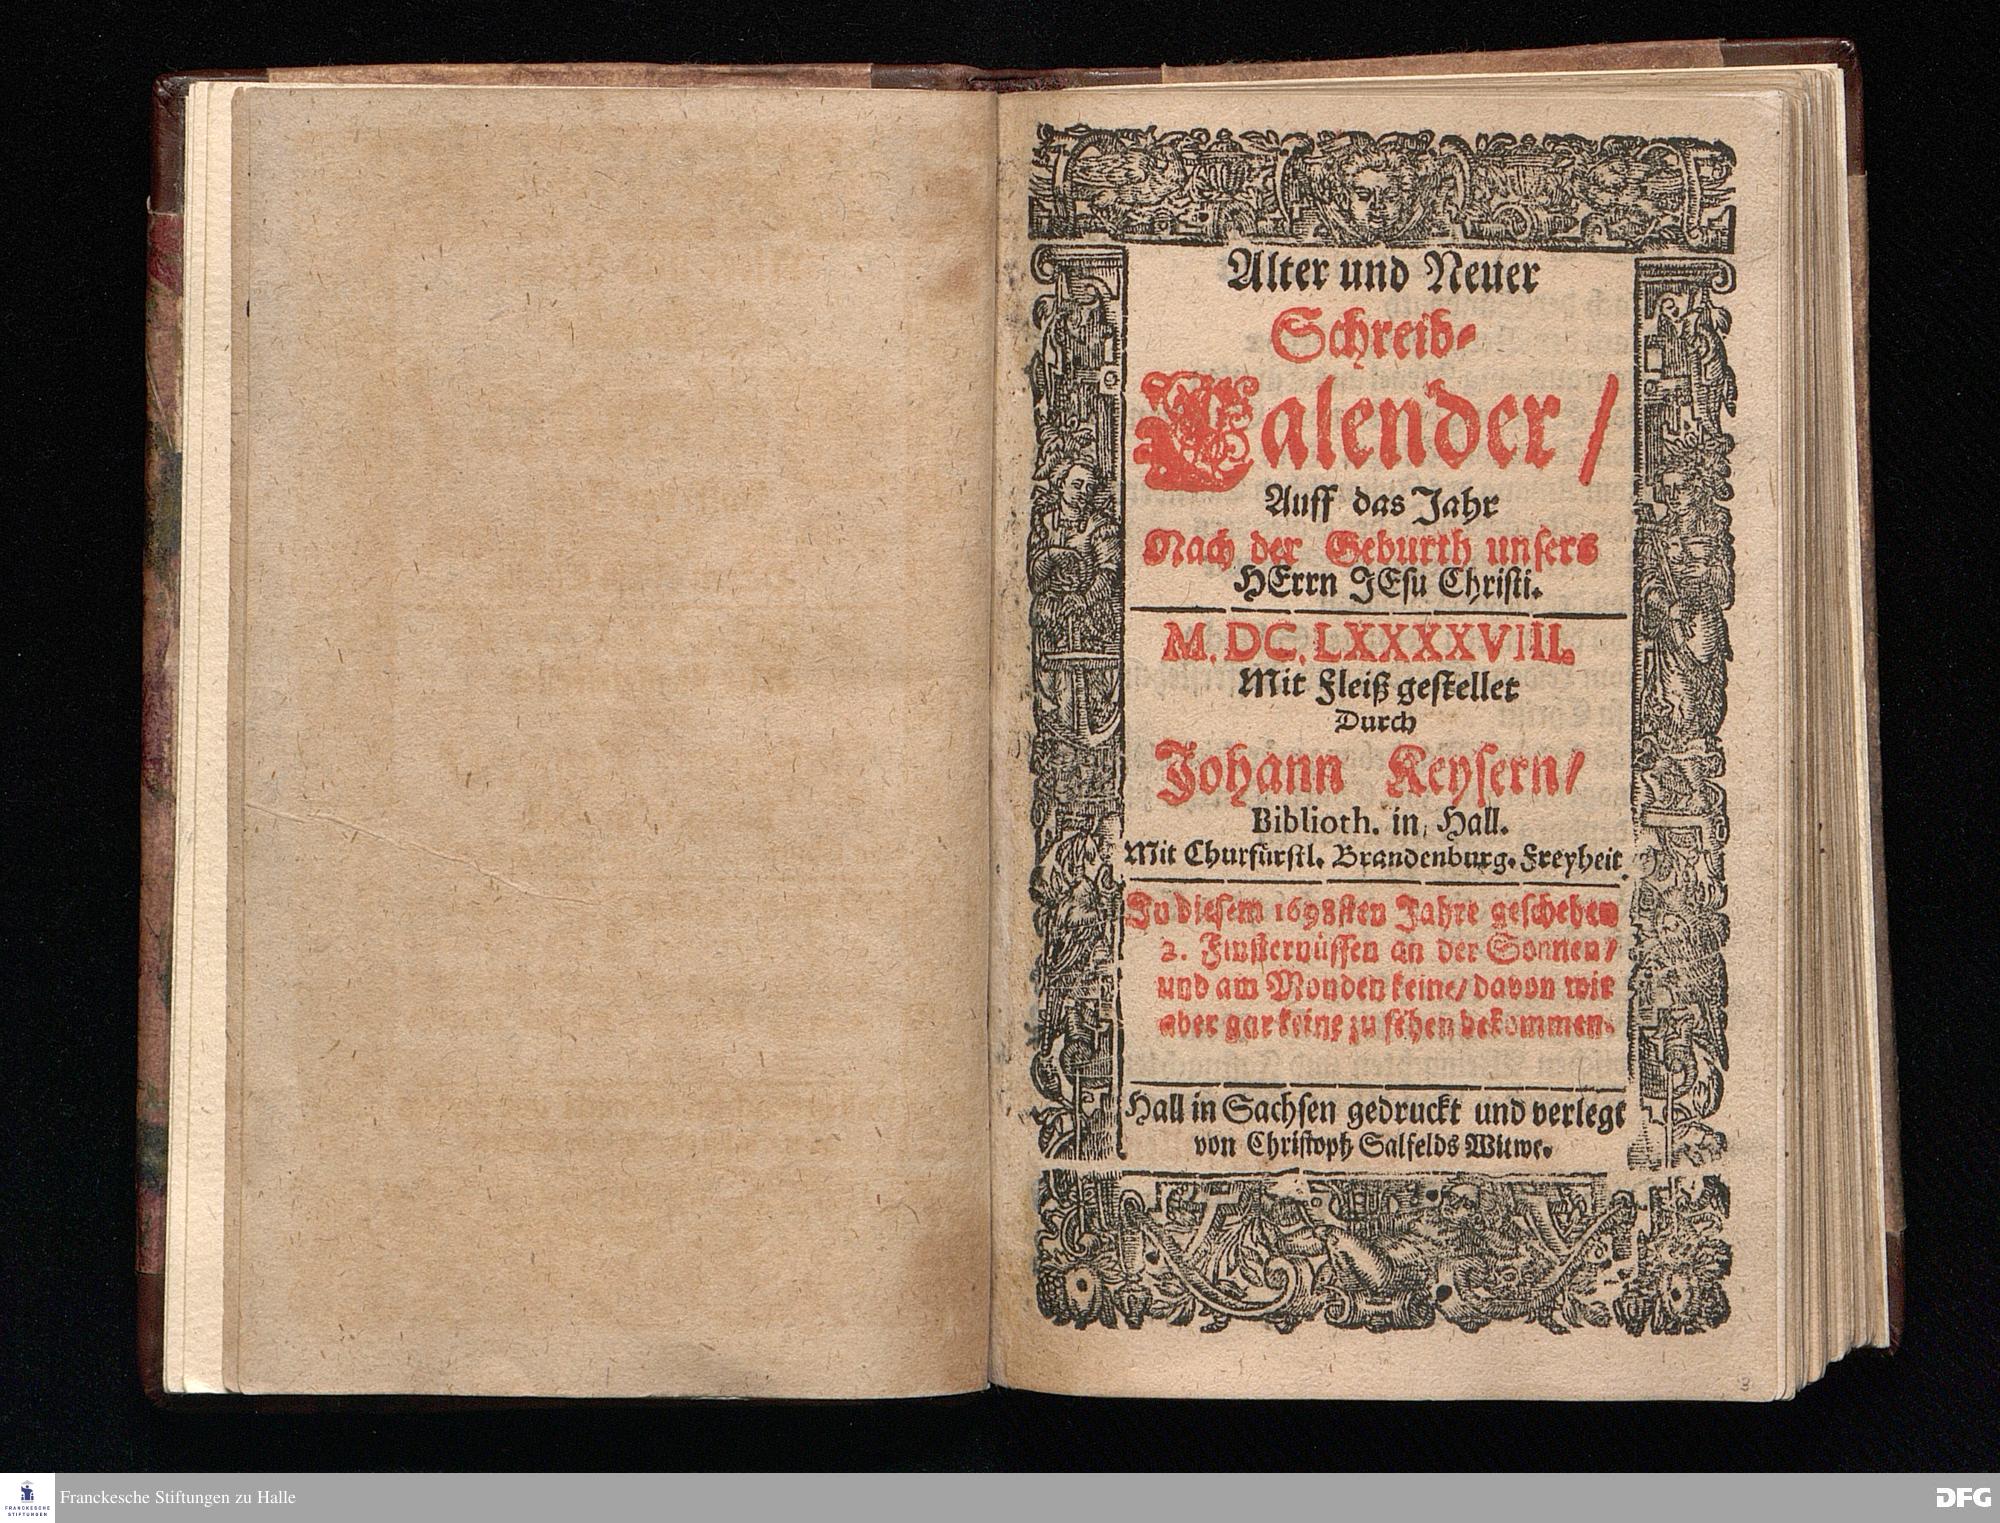 Alter und Neuer
Schreib-
Calender/
Auff das Jahr
Nach der Geburth unsers
HErrn JEsu Christi.
M. DC. LXXXXVIII.
Mit Fleiß gestellet
Durch
Johann Keysern/
Biblioth. in, Hall.
Mit Churfürstl. Brandenburg. Freyheit.
In diesem 1698sten Jahre geschehen
2. Finsternüssen an der Sonnen/
und am Monden keine/ davon wir
aber gar keine zu sehen bekommen.
Hall in Sachsen gedruckt und verlegt
von Christoph Salfelds Witwe.
3
FRANCKESCHE
STIFTUNGEN
Franckesche Stiftungen zu Halle
DFG